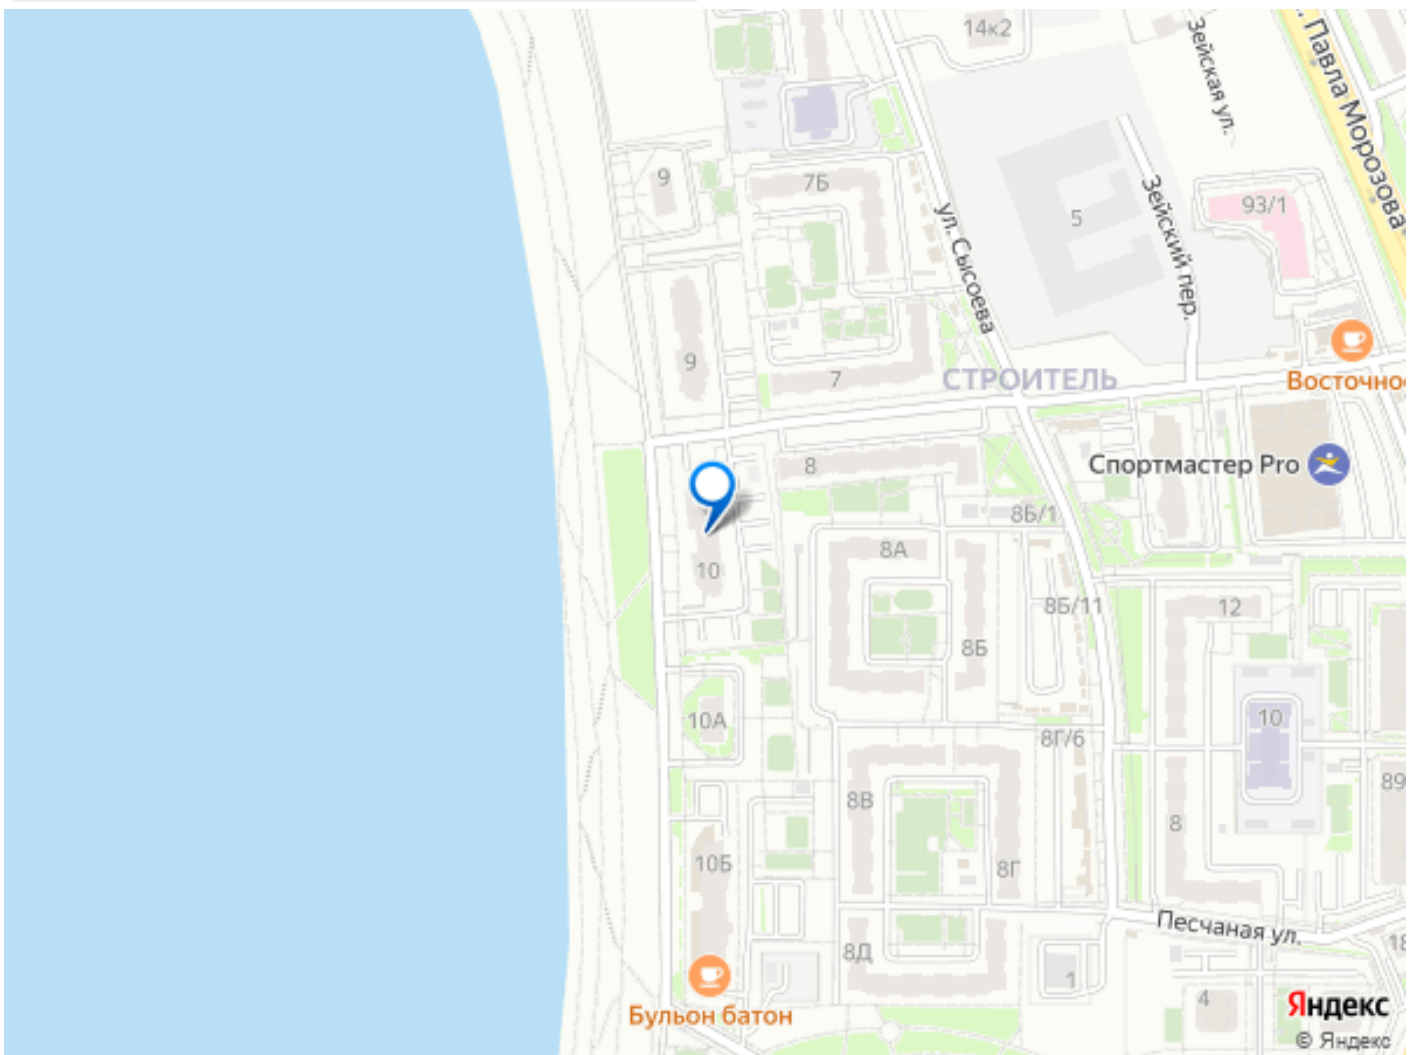 14к2
Зейская ул.
. Павла Морозова
9
7Б
5
93/1
ул. Сысоева
Зейский пер.
9
7
СТРОИТЕЛЬ
Восточно
8
Спортмастер Pro
8Б/1
8А
10
8Б/11
12
8Б
10А
10
8Г/6
89
8В
8
10Б
8Г
Песчаная ул.
18
8Д
1
4
Бульон батон
Яндекс
© Яндекс